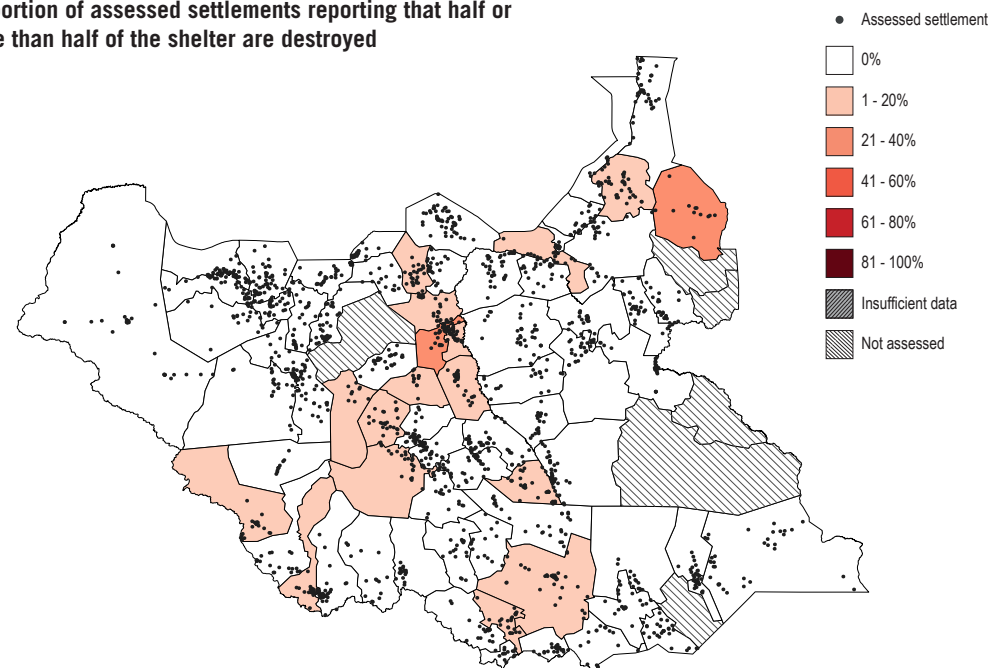 portion of assessed settlements reporting that half or
than half of the shelter are destroyed
Assessed settlement
0%
1 - 20%
21 - 40%
41 - 60%
61 - 80%
81 - 100%
Insufficient data
Not assessed